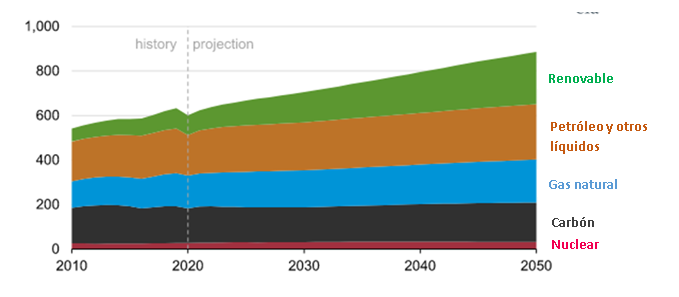 1,000
history projection
800
Renovable
600
Petróleo y otros
líquidos
400
Gas natural
200
Carbón
0
Nuclear
2010 2020 2030 2040 2050